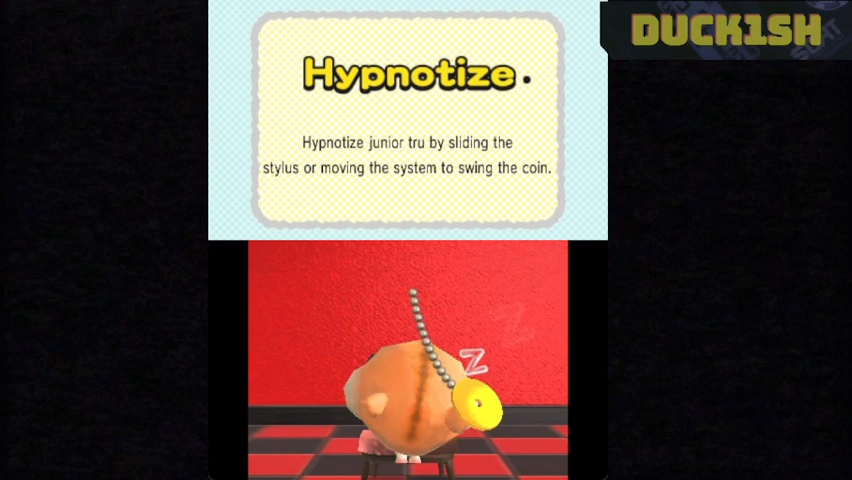 DUCK1SH
Hypnotize.
Hypnotize junior tru by sliding the
stylus or moving the system to swing the coin.
Z
Z